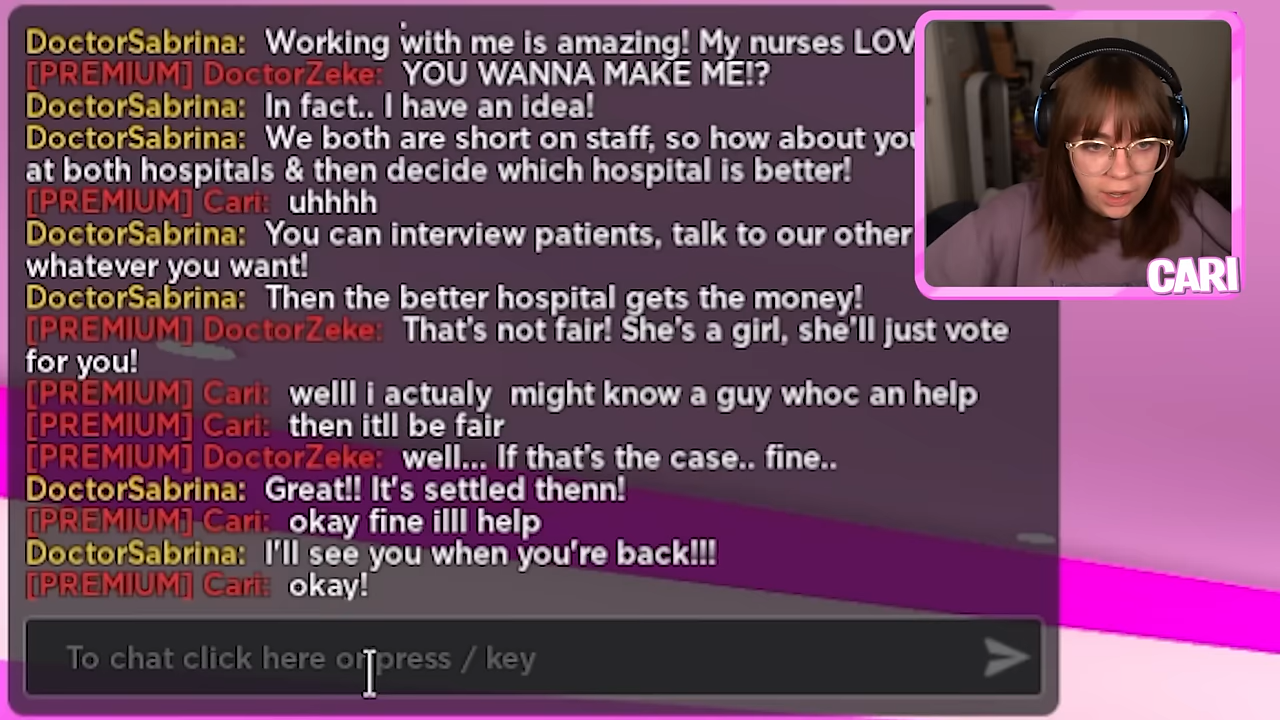 DoctorSabrina: Working with me is amazing! My nurses LOV
[PREMIUM] DoctorZeke: YOU WANNA MAKE ME!?
DoctorSabrina: In fact.. I have an idea!
DoctorSabrina: We both are short on staff, so how about you
at both hospitals & then decide which hospital is better!
[PREMIUM] Cari: uhhhh
DoctorSabrina: You can interview patients, talk to our other
whatever you want!
DoctorSabrina: Then the better hospital gets the money!
[PREMIUM] DoctorZeke: That's not fair! She's a girl, she'll just vote
for you!
[PREMIUM] Cari: welll i actualy might know a guy whoc an help
[PREMIUM] Cari: then itll be fair
[PREMIUM] DoctorZeke: well... If that's the case.. fine..
DoctorSabrina: Great!! It's settled thenn!
[PREMIUM] Cari: okay fine illl help
DoctorSabrina: I'll see you when you're back!!!
[PREMIUM] Cari: okay!
To chat click here or press / key
CARI